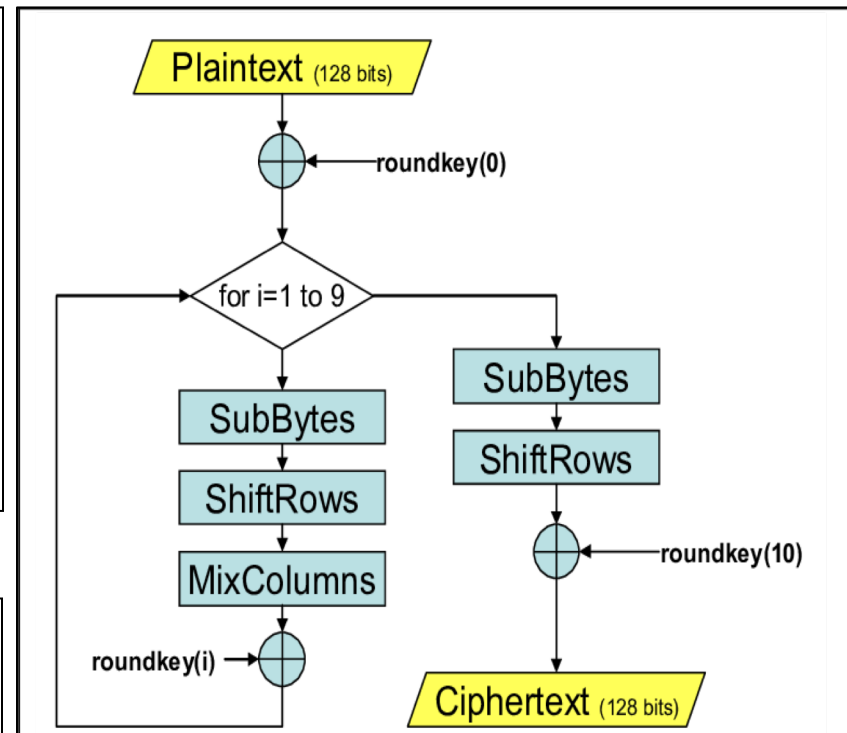 Plaintext (128 bits)
roundkey(0)
for i=1 to 9
SubBytes
ShiftRows
MixColumns
roundkey(i)
SubBytes
ShiftRows
roundkey(10)
Ciphertext (128 bits)